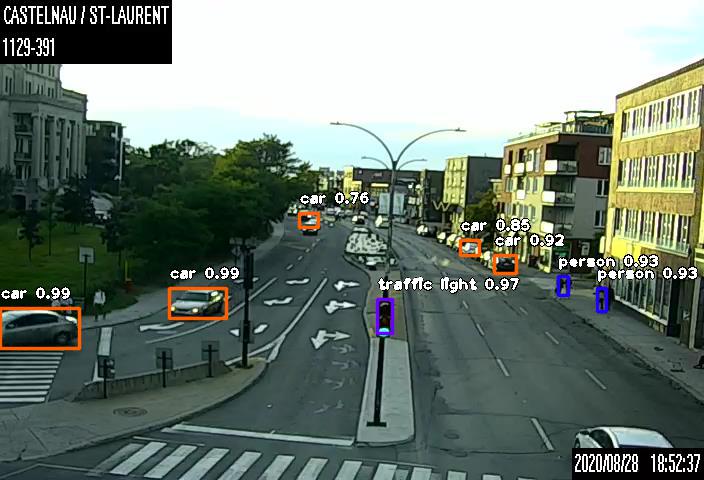 CASTELNAU / ST-LAURENT
1129-391
car 0.76
car 0.85
car 0.92
person 0.93
person 0.93
car 0.99
traffic light 0.97
car 0.99
2020/08/28 18:52:37